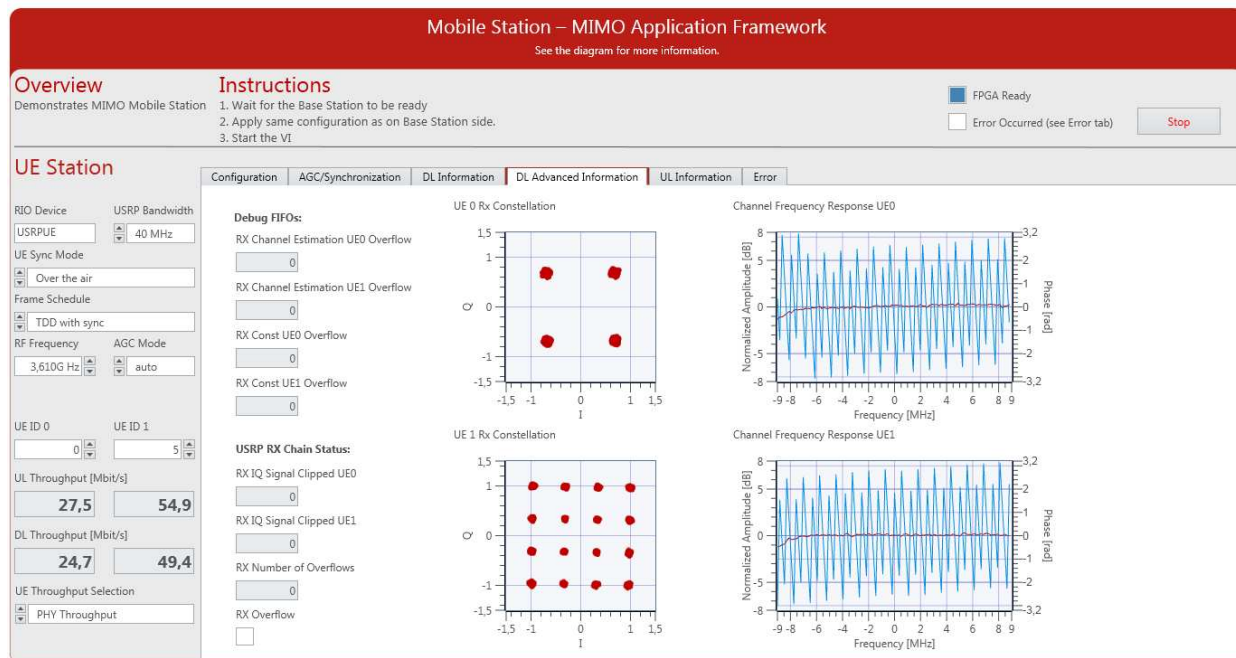 Mobile Station – MIMO Application Framework
See the diagram for more information.
Overview
Demonstrates MIMO Mobile Station
Instructions
1. Wait for the Base Station to be ready
2. Apply same configuration as on Base Station side.
3. Start the VI
FPGA Ready
Error Occurred (see Error tab)
Stop
UE Station
Configuration AGC/Synchronization DL Information DL Advanced Information UL Information Error
RIO Device USRP Bandwidth
USRPUE 40 MHz
UE Sync Mode
Over the air
Frame Schedule
TDD with sync
RF Frequency AGC Mode
3,610G Hz auto
UE ID 0 UE ID 1
0 5
UL Throughput [Mbit/s]
27,5 54,9
DL Throughput [Mbit/s]
24,7 49,4
UE Throughput Selection
PHY Throughput
Debug FIFOs:
RX Channel Estimation UE0 Overflow
0
RX Channel Estimation UE1 Overflow
0
RX Const UE0 Overflow
0
RX Const UE1 Overflow
0
USRP RX Chain Status:
RX IQ Signal Clipped UE0
0
RX IQ Signal Clipped UE1
0
RX Number of Overflows
0
RX Overflow
UE 0 Rx Constellation
1,5
1
0
-1
-1,5
Q
-1,5 -1 0 1 1,5
I
Channel Frequency Response UE0
8
5
0
-5
-8
Normalized Amplitude [dB]
3,2
2
1
0
-1
-2
-3,2
Phase [rad]
-9 -8 -6 -4 -2 0 2 4 6 8 9
Frequency [MHz]
UE 1 Rx Constellation
1,5
1
0
-1
-1,5
Q
-1,5 -1 0 1 1,5
I
Channel Frequency Response UE1
8
5
0
-5
-8
Normalized Amplitude [dB]
3,2
2
1
0
-1
-2
-3,2
Phase [rad]
-9 -8 -6 -4 -2 0 2 4 6 8 9
Frequency [MHz]